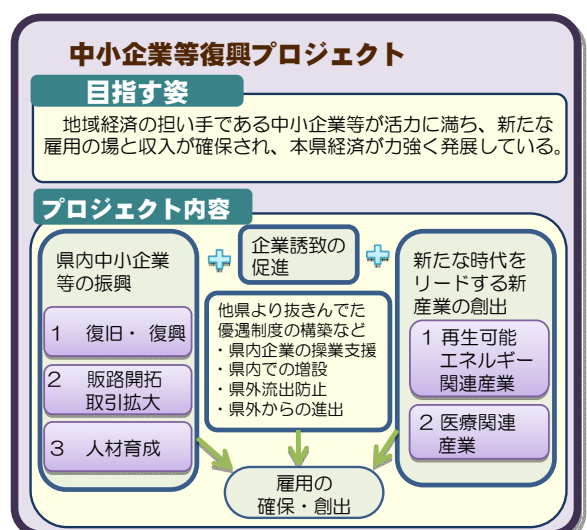 中小企業等復興プロジェクト
目指す姿
地域経済の担い手である中小企業等が活力に満ち、新たな
雇用の場と収入が確保され、本県経済が力強く発展している。
プロジェクト内容
県内中小企業
等の振興
1 復旧・ 復興
2 販路開拓
取引拡大
3 人材育成
企業誘致の
促進
他県より抜きんでた
優遇制度の構築など
・県内企業の操業支援
・県内での増設
・県外流出防止
・県外からの進出
新たな時代を
リードする新
産業の創出
1 再生可能
エネルギー
関連産業
2 医療関連
産業
雇用の
確保・創出